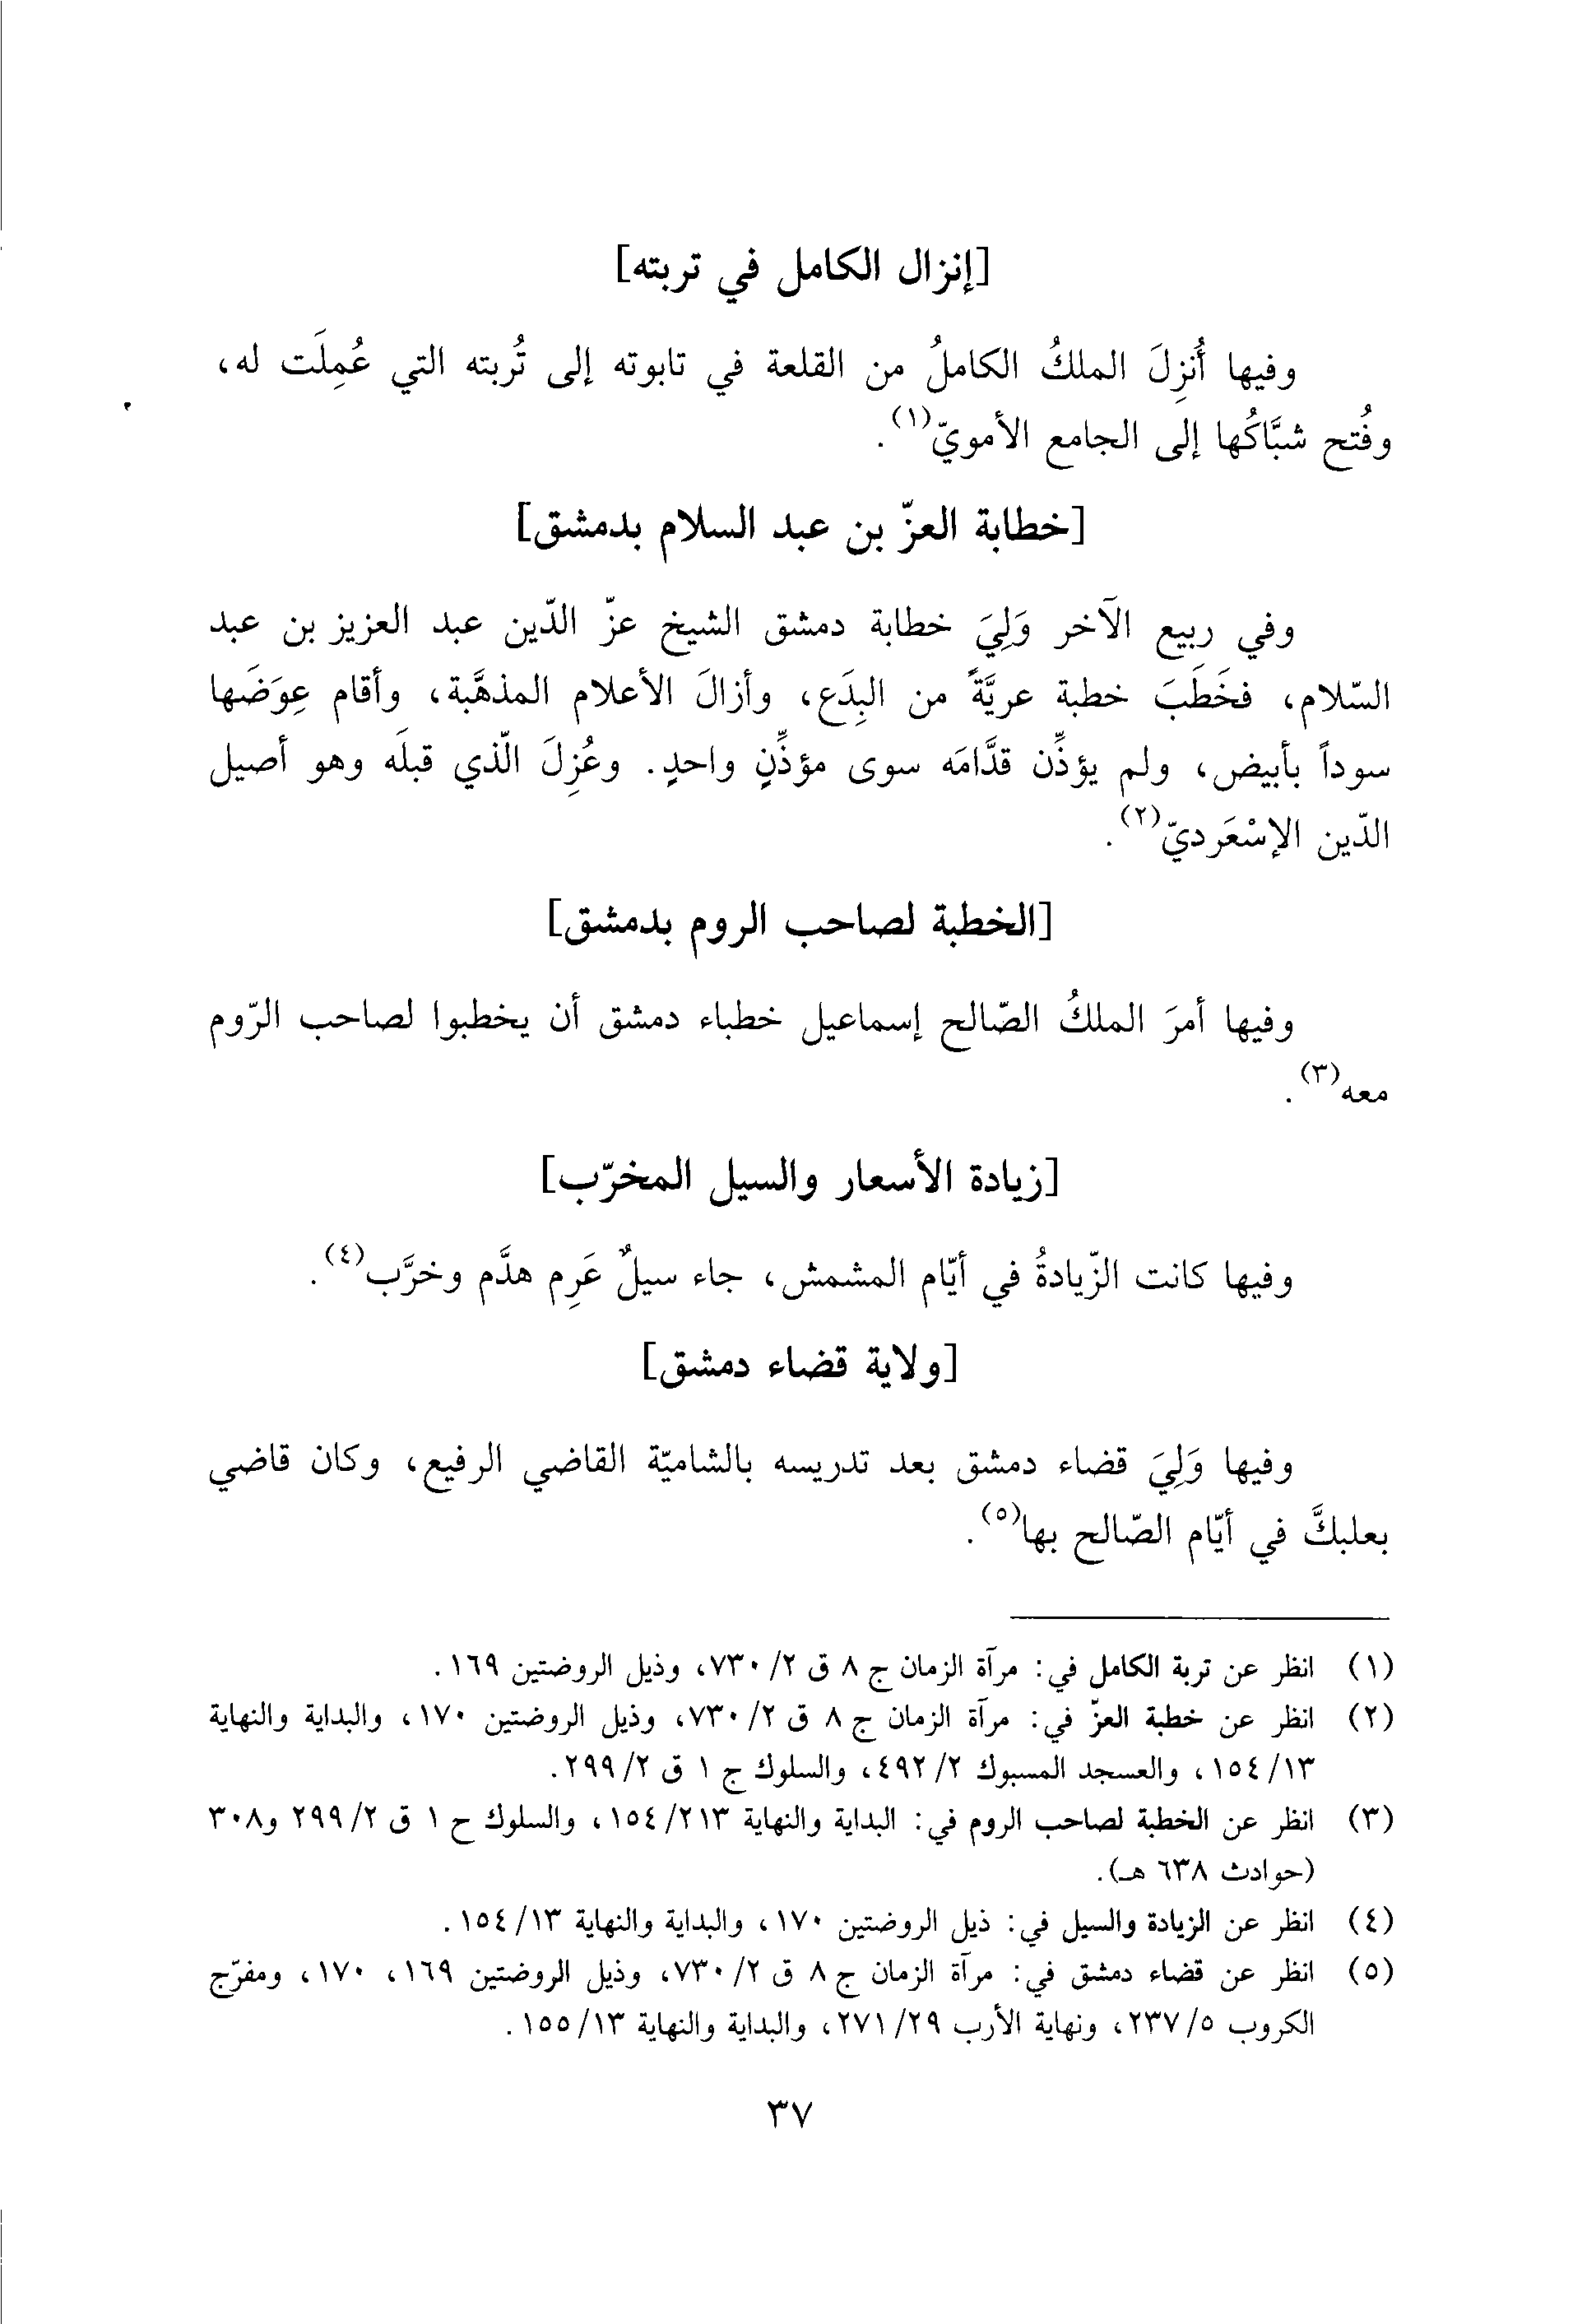 [إنزال الكامل في تربته]
وفيها أُنزِلَ الملكُ الكاملُ من القلعة في تابوته إلى تُربته التي عُمِلَت له،
وفُتح شبَّاكُها إلى الجامع الأمويّ(١).
[خطابة العزّ بن عبد السلام بدمشق]
وفي ربيع الآخر وَلِيَ خطابة دمشق الشيخ عزّ الدّين عبد العزيز بن عبد
السّلام، فخَطَبَ خطبة عريَّةً من البِدَع، وأزالَ الأعلام المذهَّبة، وأقام عِوَضَها
سوداً بأبيض، ولم يؤذِّن قدَّامَه سوى مؤذِّنٍ واحدٍ. وعُزِلَ الّذي قبلَه وهو أصيل
الدّين الإسْعَرديّ(٢).
[الخطبة لصاحب الروم بدمشق]
وفيها أمرَ الملكُ الصّالح إسماعيل خطباء دمشق أن يخطبوا لصاحب الرّوم
معه(٣).
[زيادة الأسعار والسيل المخرّب]
وفيها كانت الزّيادةُ في أيّام المشمش، جاء سيلٌ عَرِم هدَّم وخرَّب(٤).
[ولاية قضاء دمشق]
وفيها وَلِيَ قضاء دمشق بعد تدريسه بالشاميّة القاضي الرفيع، وكان قاضي
بعلبكَّ في أيّام الصّالح بها(٥).
(١) انظر عن تربة الكامل في: مرآة الزمان ج ٨ ق ٢/ ٧٣٠، وذيل الروضتين ١٦٩.
(٢) انظر عن خطبة العزّ في: مرآة الزمان ج ٨ ق ٢/ ٧٣٠، وذيل الروضتين ١٧٠، والبداية والنهاية
١٣/ ١٥٤، والعسجد المسبوك ٢/ ٤٩٢، والسلوك ج ١ ق ٢/ ٢٩٩.
(٣) انظر عن الخطبة لصاحب الروم في: البداية والنهاية ٢١٣/ ١٥٤، والسلوك ح ١ ق ٢/ ٢٩٩ و٣٠٨
(حوادث ٦٣٨ هـ).
(٤) انظر عن الزيادة والسيل في: ذيل الروضتين ١٧٠، والبداية والنهاية ١٣/ ١٥٤.
(٥) انظر عن قضاء دمشق في: مرآة الزمان ج ٨ ق ٢/ ٧٣٠، وذيل الروضتين ١٦٩، ١٧٠، ومفرّج
الكروب ٥/ ٢٣٧، ونهاية الأرب ٢٩/ ٢٧١، والبداية والنهاية ١٣/ ١٥٥.
٣٧